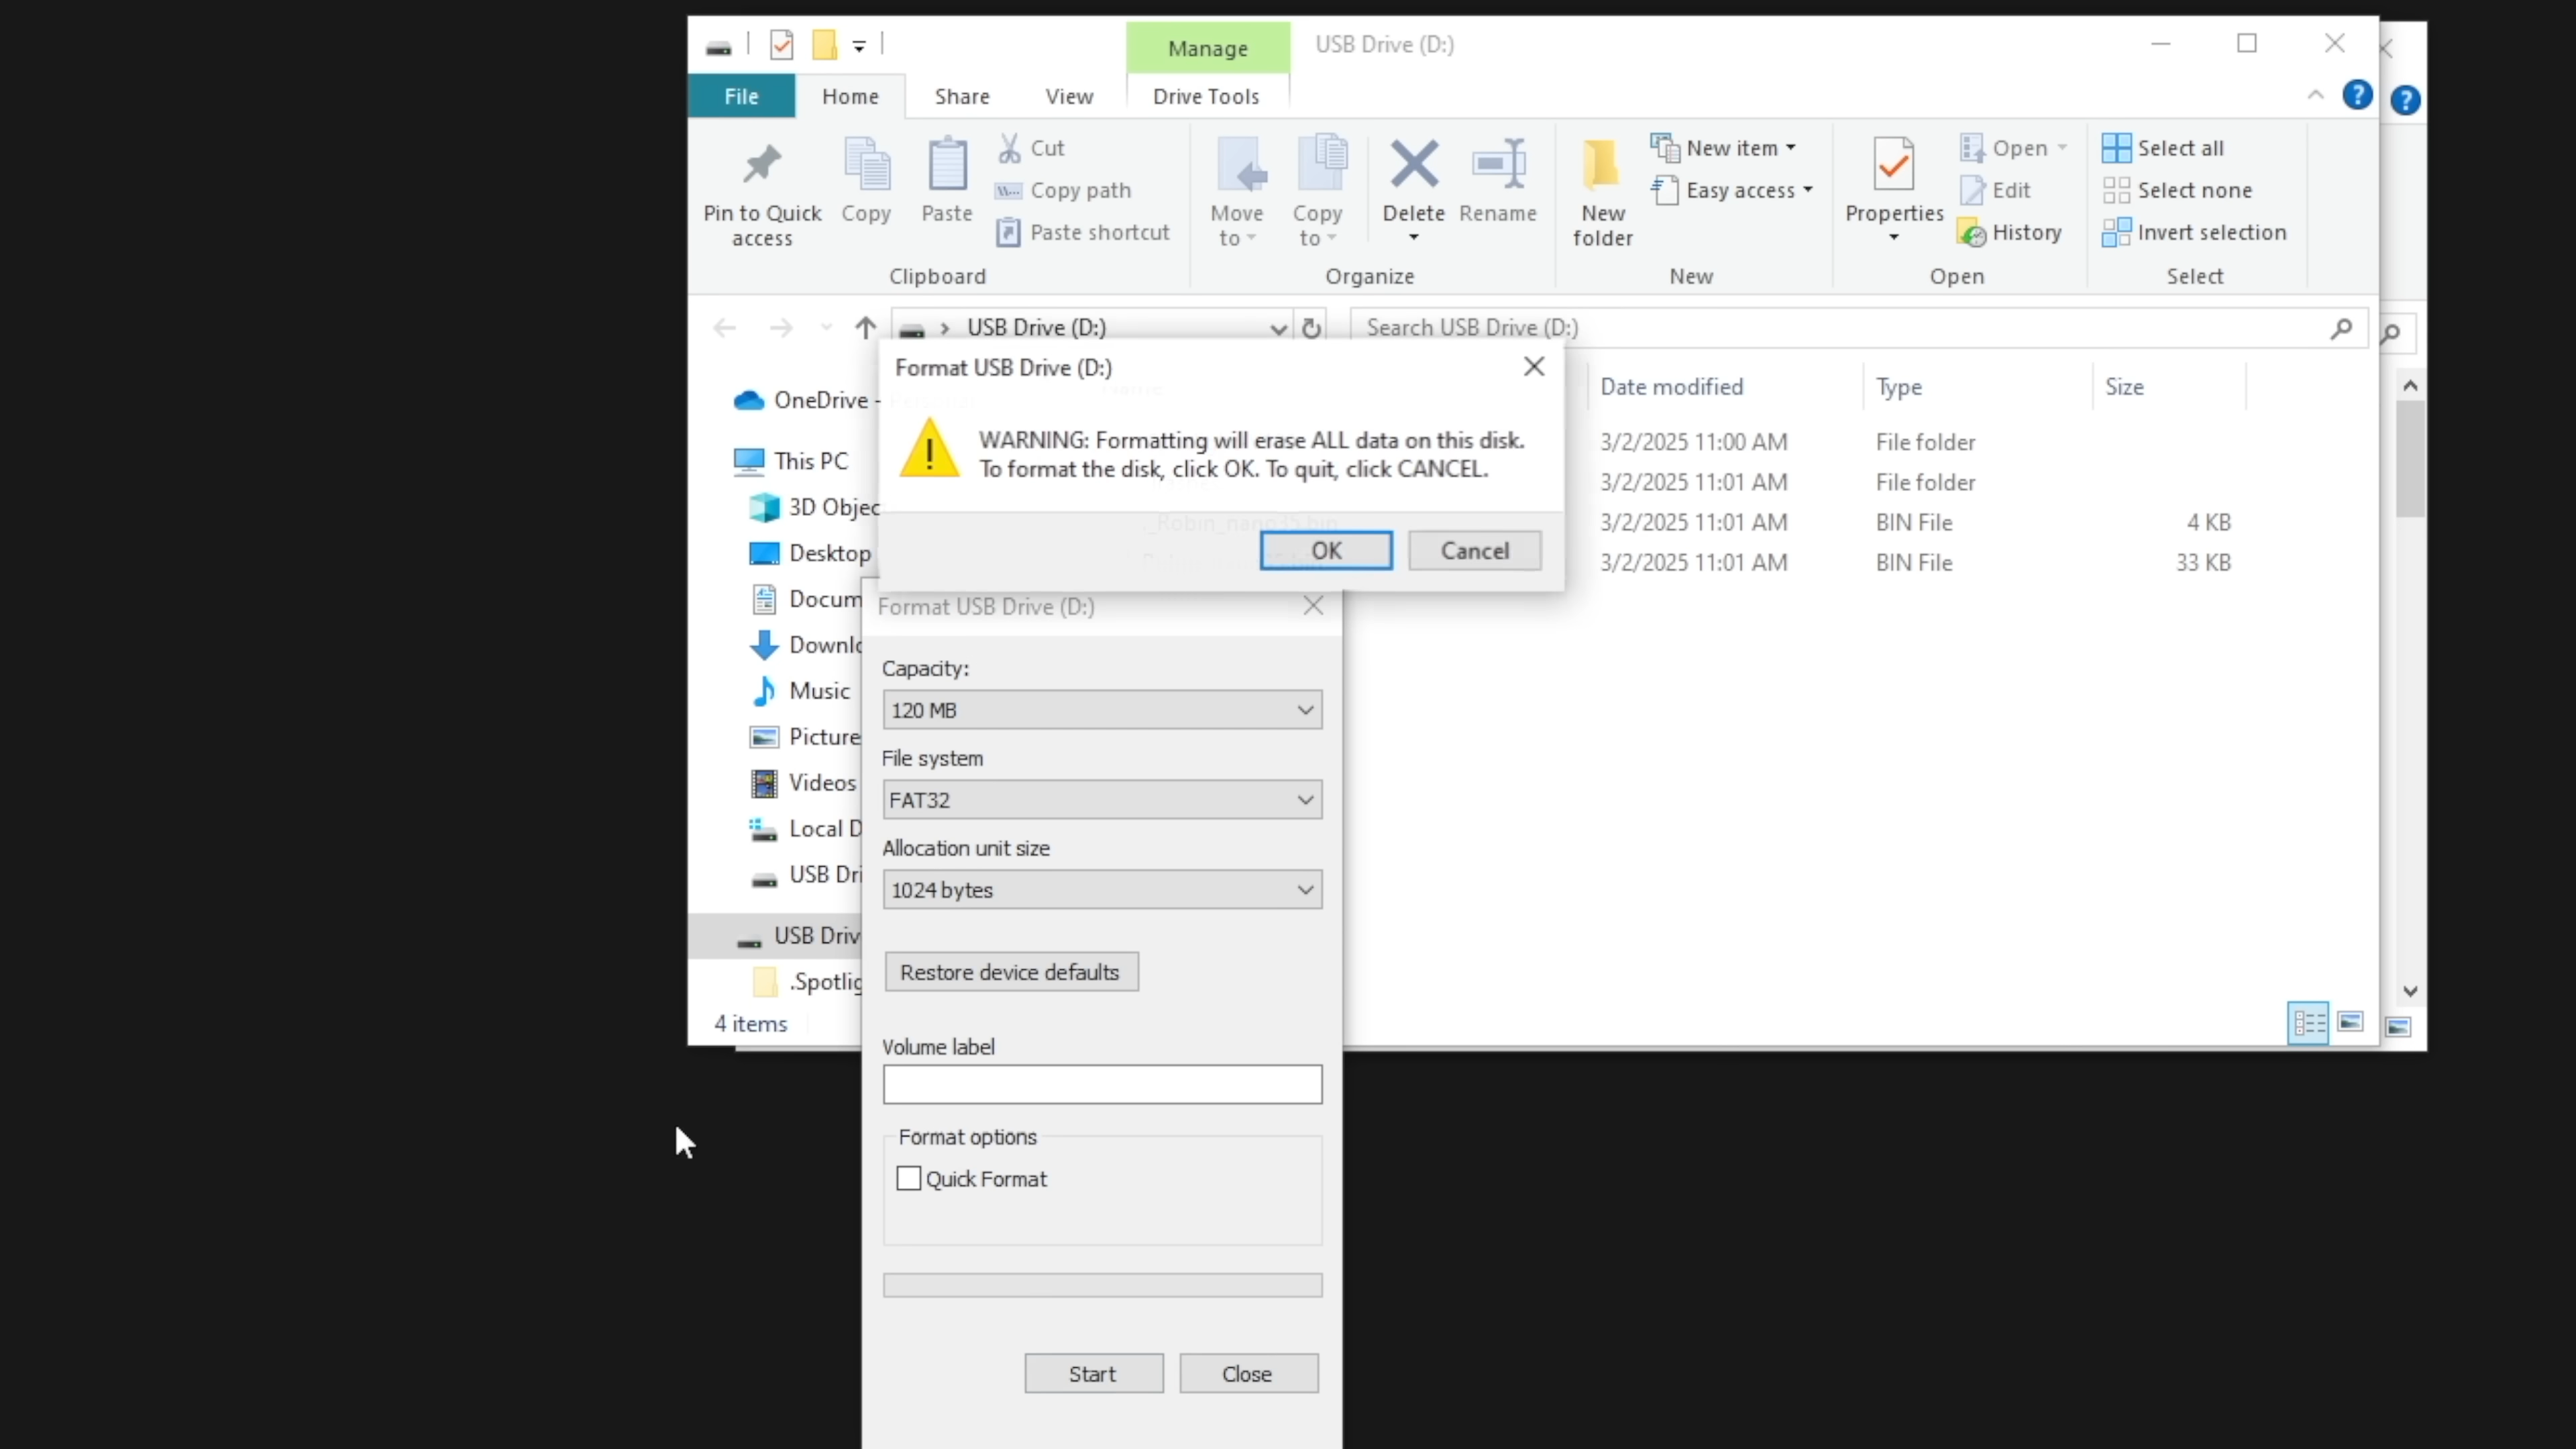 Manage
USB Drive (D:)
File
Home
Share
View
Drive Tools
Pin to Quick
access
Copy
Paste
Cut
Copy path
Paste shortcut
Clipboard
Move
to
Copy
to
Delete
Rename
Organize
New
folder
New item
Easy access
New
Properties
Open
Edit
History
Open
Select all
Select none
Invert selection
Select
USB Drive (D:)
Search USB Drive (D:)
Date modified
Type
Size
3/2/2025 11:00 AM
File folder
3/2/2025 11:01 AM
File folder
3/2/2025 11:01 AM
BIN File
4 KB
3/2/2025 11:01 AM
BIN File
33 KB
OneDrive -
This PC
3D Objec
Desktop
Docum
Downlo
Music
Picture
Videos
Local D
USB Dri
USB Driv
.Spotlig
4 items
Format USB Drive (D:)
WARNING: Formatting will erase ALL data on this disk.
To format the disk, click OK. To quit, click CANCEL.
_Robin_nano35.bin
OK
Cancel
Format USB Drive (D:)
Capacity:
120 MB
File system
FAT32
Allocation unit size
1024 bytes
Restore device defaults
Volume label
Format options
Quick Format
Start
Close